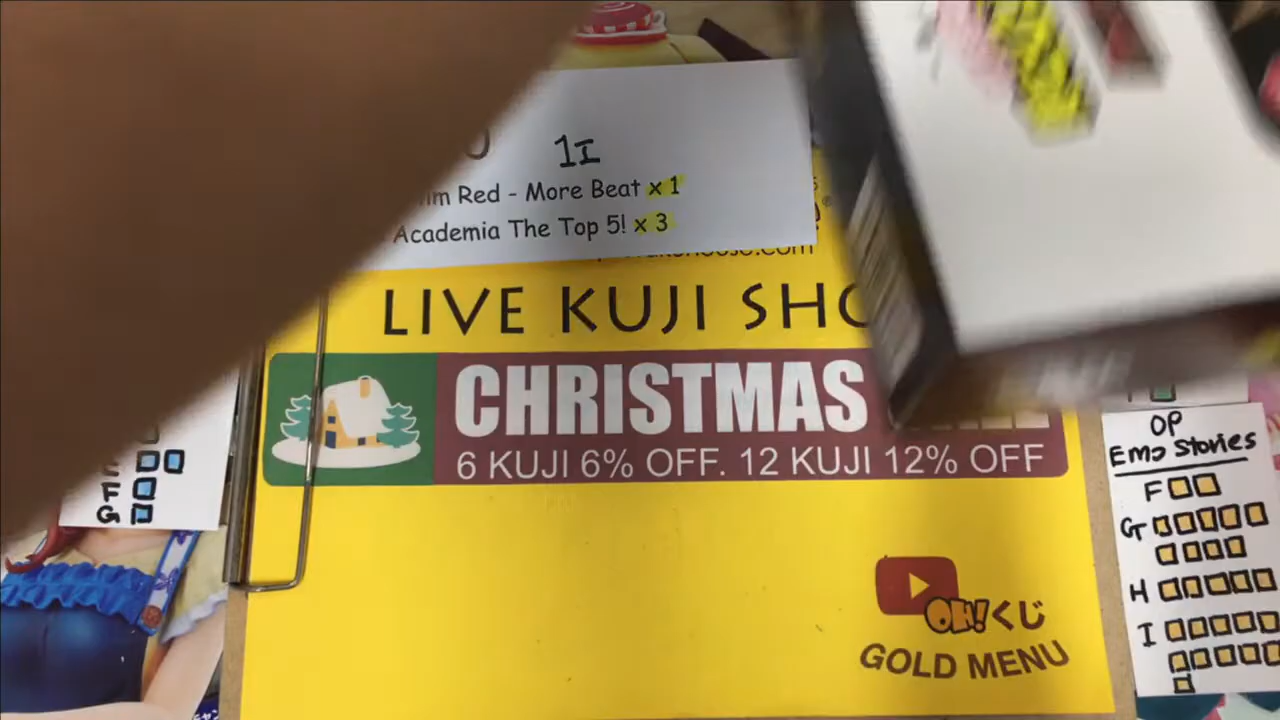 1I
Red - More Beat x 1
Academia The Top 5! x 3
LIVE KUJI
CHRISTMAS
6 KUJI 6% OFF. 12 KUJI 12% OFF
OH!くじ
GOLD MENU
F
G
OP
Emo Stories
F
G
H
I